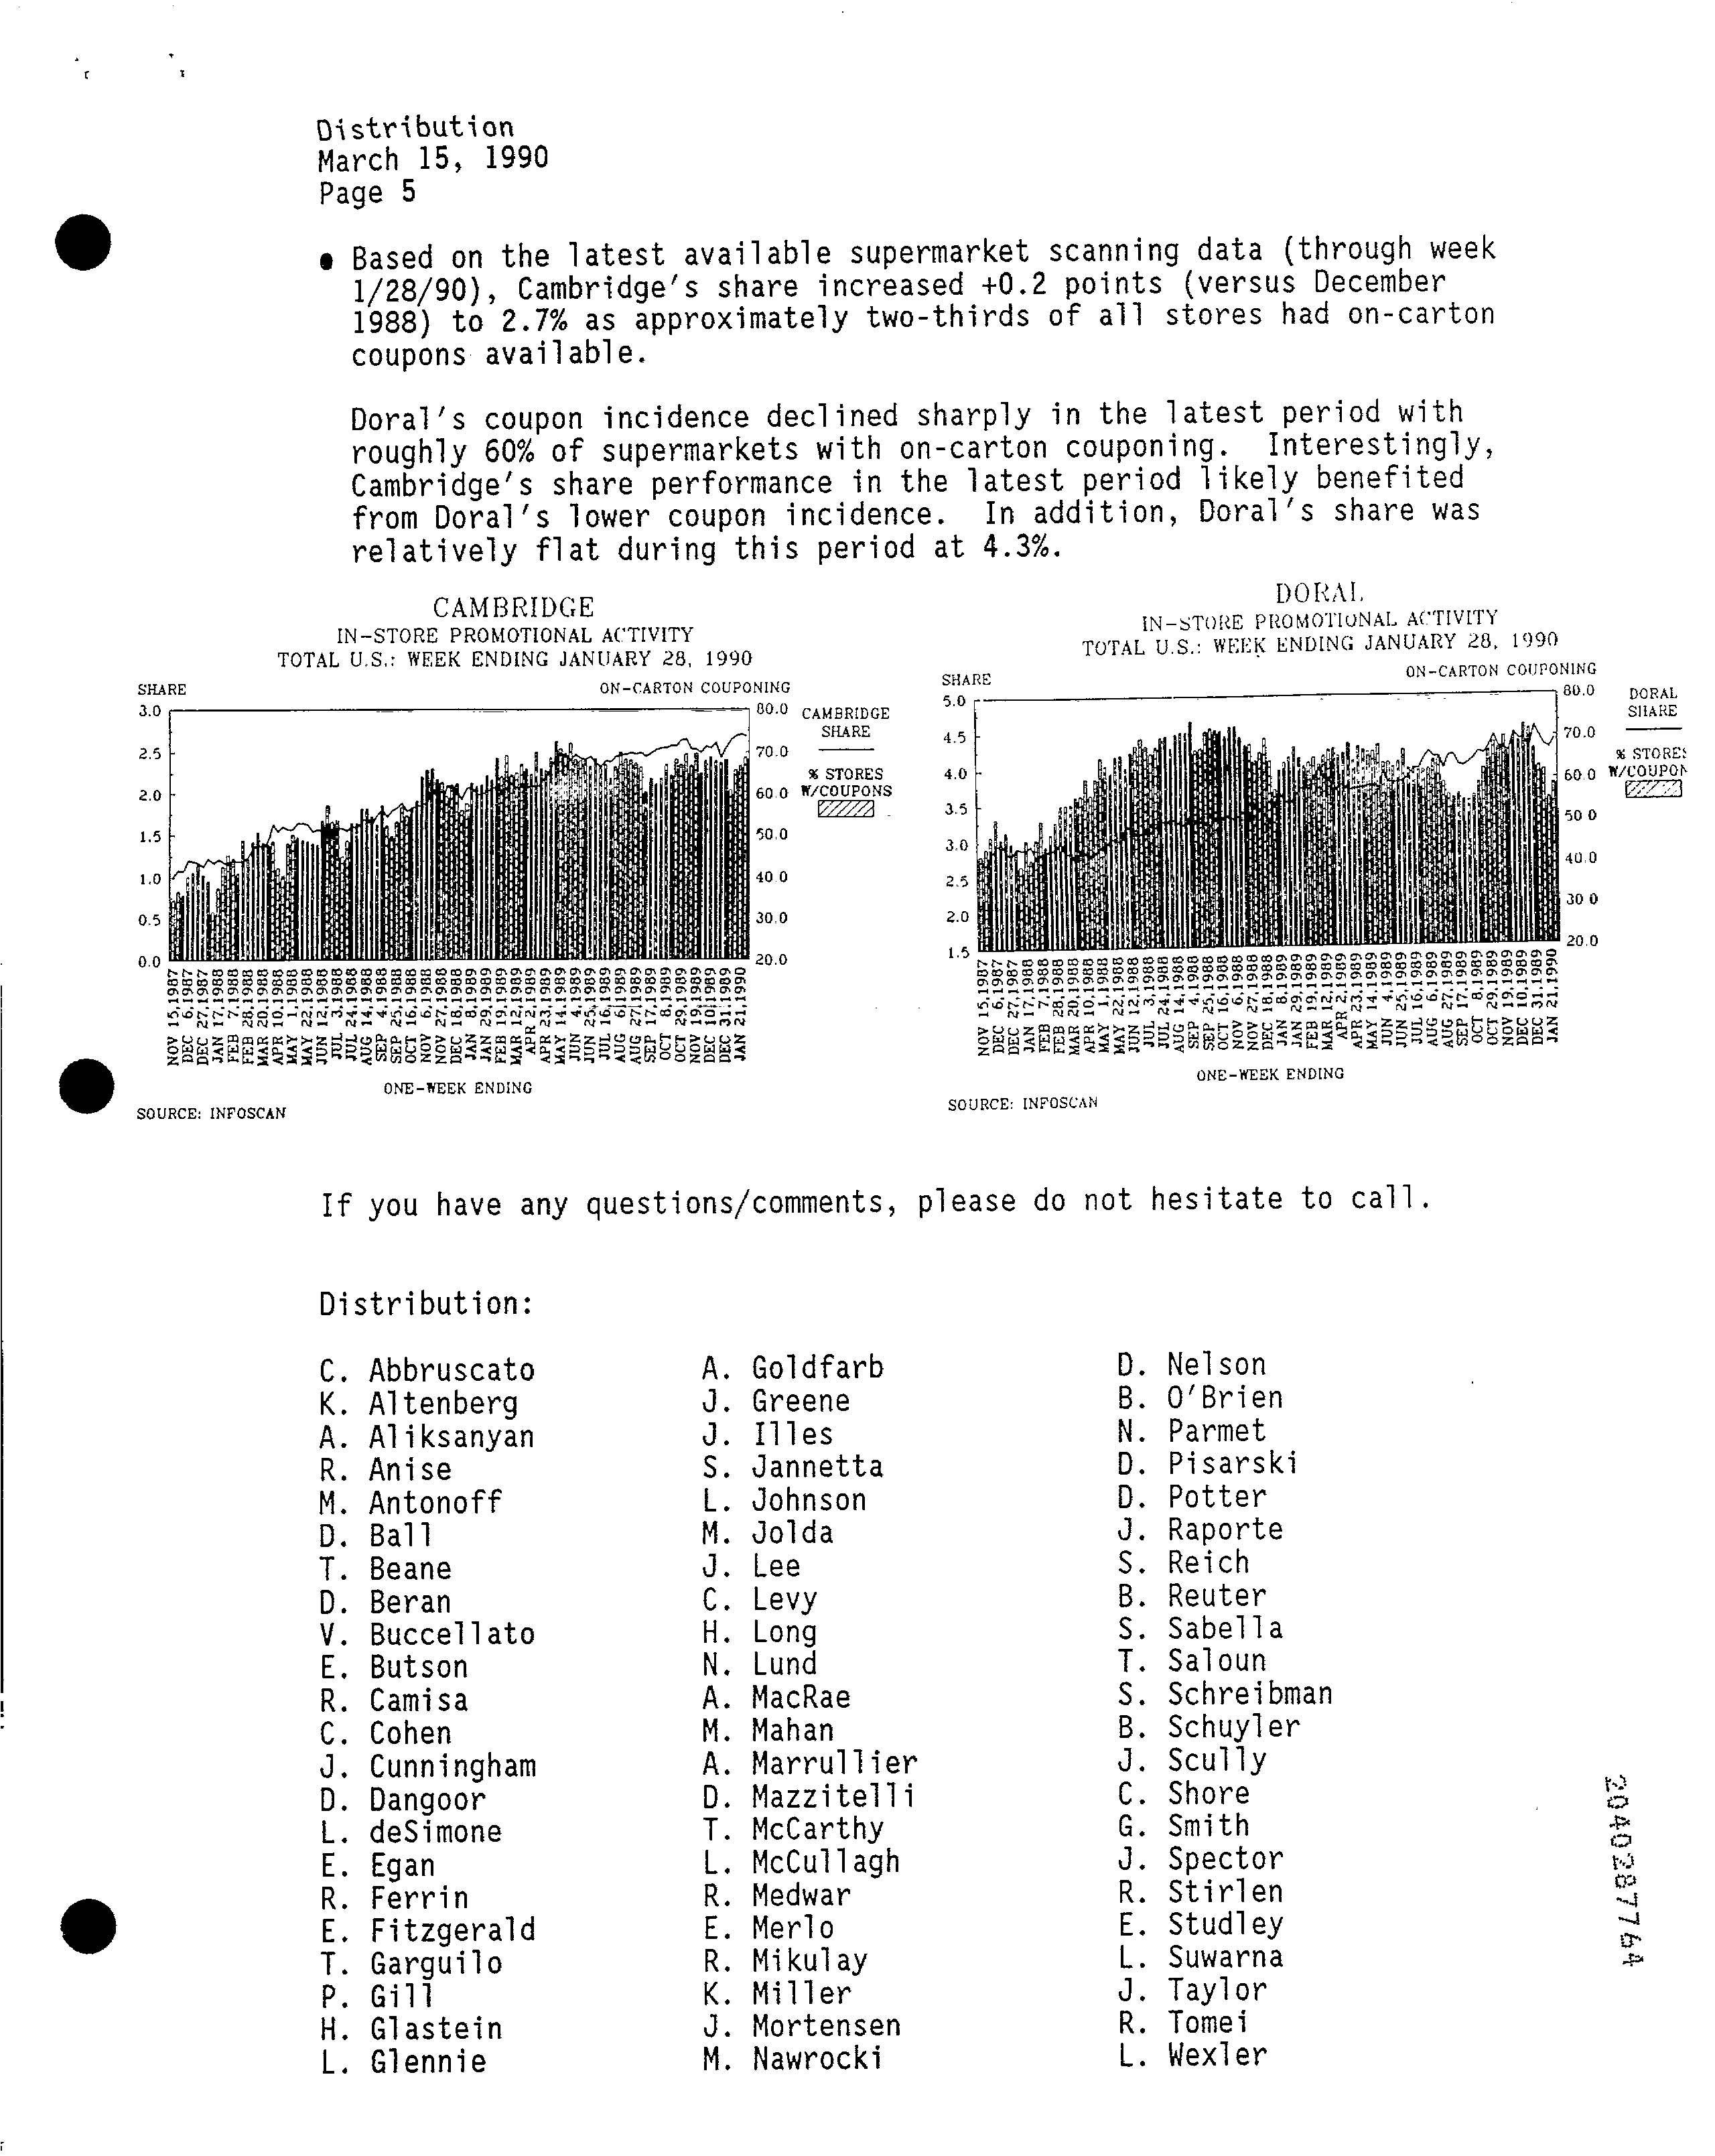 Distribution
March 15, 1990
Page 5
● Based on the latest available supermarket scanning data (through week
1/28/90), Cambridge's share increased +0.2 points (versus December
1988) to 2.7% as approximately two-thirds of all stores had on-carton
coupons available.
Doral's coupon incidence declined sharply in the latest period with
roughly 60% of supermarkets with on-carton couponing. Interestingly,
Cambridge's share performance in the latest period likely benefited
from Doral's lower coupon incidence. In addition, Doral's share was
relatively flat during this period at 4.3%.
CAMBRIDGE
IN-STORE PROMOTIONAL ACTIVITY
TOTAL U.S.: WEEK ENDING JANUARY 28, 1990
SHARE
ON-CARTON COUPONING
3.0
2.5
2.0
1.5
1.0
0.5
0.0
80.0
70.0
60.0
50.0
40.0
30.0
20.0
CAMBRIDGE
SHARE
% STORES
W/COUPONS
NOV 15,1987
DEC 6,1987
DEC 27,1987
JAN 17,1988
FEB 7,1988
FEB 28,1988
MAR 20,1988
APR 10,1988
MAY 1,1988
MAY 22,1988
JUN 12,1988
JUL 3,1988
JUL 24,1988
AUG 14,1988
SEP 4,1988
SEP 25,1988
OCT 16,1988
NOV 6,1988
NOV 27,1988
DEC 18,1988
JAN 8,1989
JAN 29,1989
FEB 19,1989
MAR 12,1989
APR 2,1989
APR 23,1989
MAY 14,1989
JUN 4,1989
JUN 25,1989
JUL 16,1989
AUG 6,1989
AUG 27,1989
SEP 17,1989
OCT 8,1989
OCT 29,1989
NOV 19,1989
DEC 10,1989
DEC 31,1989
JAN 21,1990
ONE-WEEK ENDING
SOURCE: INFOSCAN
DORAL
IN-STORE PROMOTIONAL ACTIVITY
TOTAL U.S.: WEEK ENDING JANUARY 28, 1990
SHARE
ON-CARTON COUPONING
5.0
4.5
4.0
3.5
3.0
2.5
2.0
1.5
80.0
70.0
60.0
50 0
40.0
30 0
20.0
DORAL
SHARE
% STORES
W/COUPON
NOV 15,1987
DEC 6,1987
DEC 27,1987
JAN 17,1988
FEB 7,1988
FEB 28,1988
MAR 20,1988
APR 10,1988
MAY 1,1988
MAY 22,1988
JUN 12,1988
JUL 3,1988
JUL 24,1988
AUG 14,1988
SEP 4,1988
SEP 25,1988
OCT 16,1988
NOV 6,1988
NOV 27,1988
DEC 18,1988
JAN 8,1989
JAN 29,1989
FEB 19,1989
MAR 12,1989
APR 2,1989
APR 23,1989
MAY 14,1989
JUN 4,1989
JUN 25,1989
JUL 16,1989
AUG 6,1989
AUG 27,1989
SEP 17,1989
OCT 8,1989
OCT 29,1989
NOV 19,1989
DEC 10,1989
DEC 31,1989
JAN 21,1990
ONE-WEEK ENDING
SOURCE: INFOSCAN
If you have any questions/comments, please do not hesitate to call.
Distribution:
C. Abbruscato
K. Altenberg
A. Aliksanyan
R. Anise
M. Antonoff
D. Ball
T. Beane
D. Beran
V. Buccellato
E. Butson
R. Camisa
C. Cohen
J. Cunningham
D. Dangoor
L. deSimone
E. Egan
R. Ferrin
E. Fitzgerald
T. Garguilo
P. Gill
H. Glastein
L. Glennie
A. Goldfarb
J. Greene
J. Illes
S. Jannetta
L. Johnson
M. Jolda
J. Lee
C. Levy
H. Long
N. Lund
A. MacRae
M. Mahan
A. Marrullier
D. Mazzitelli
T. McCarthy
L. McCullagh
R. Medwar
E. Merlo
R. Mikulay
K. Miller
J. Mortensen
M. Nawrocki
D. Nelson
B. O'Brien
N. Parmet
D. Pisarski
D. Potter
J. Raporte
S. Reich
B. Reuter
S. Sabella
T. Saloun
S. Schreibman
B. Schuyler
J. Scully
C. Shore
G. Smith
J. Spector
R. Stirlen
E. Studley
L. Suwarna
J. Taylor
R. Tomei
L. Wexler
2040287764